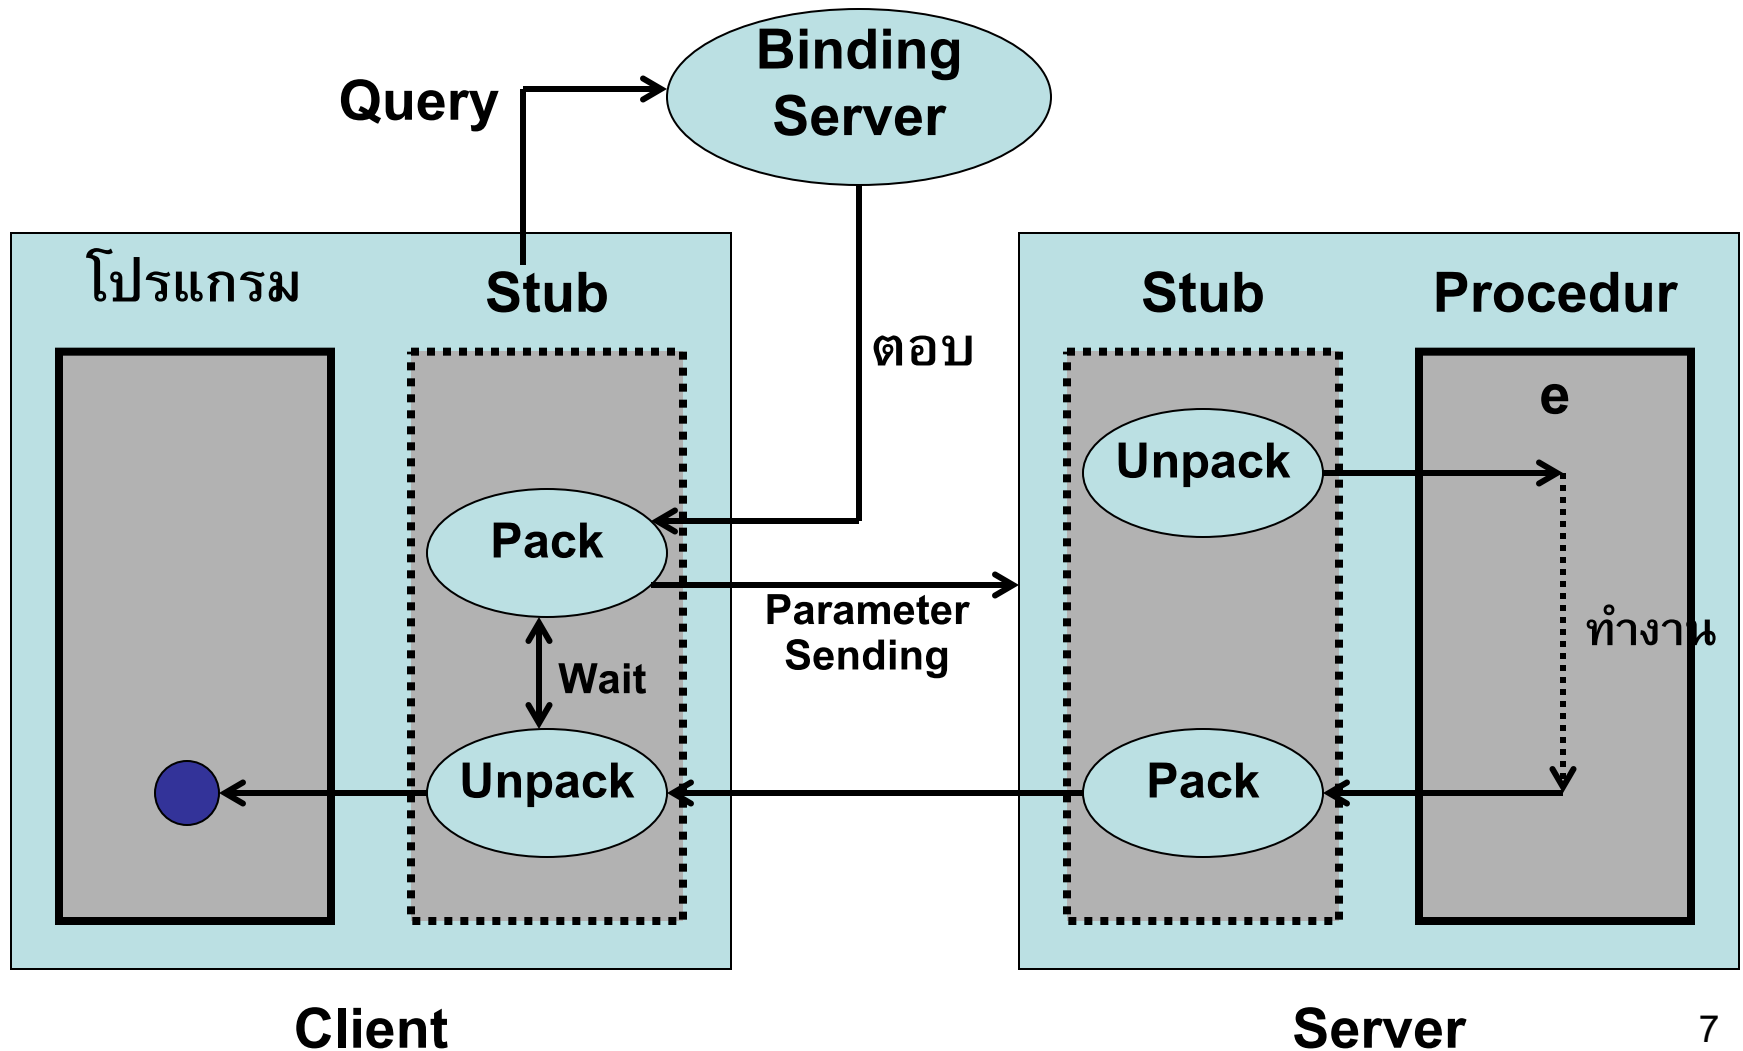 Binding
Server
Query
โปรแกรม
Stub
Stub
Procedur
e
ตอบ
Unpack
Pack
Parameter
Sending
ทำงาน
Wait
Unpack
Pack
Client
Server
7